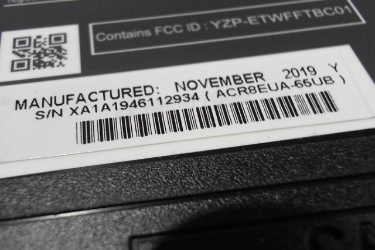 Contains FCC ID : YZP-ETWFFTBC01
MANUFACTURED: NOVEMBER 2019 Y
S/N XA1A1946112934 ( ACR8EUA-65UB )